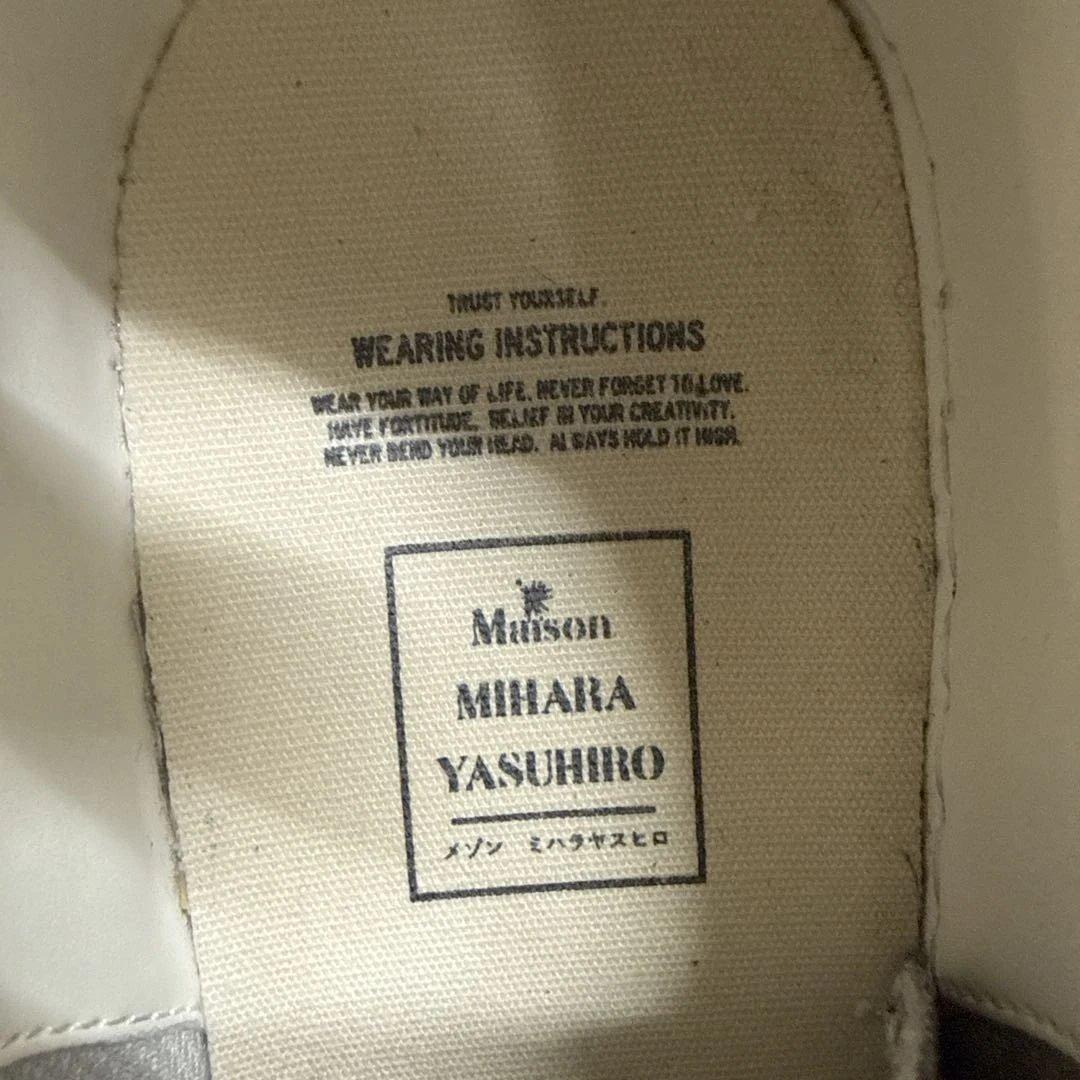 TRUST YOURSELF.
WEARING INSTRUCTIONS
WEAR YOUR WAY OF LIFE. NEVER FORGET TO LOVE.
HAVE FORTITUDE. BELIEF IN YOUR CREATIVITY.
NEVER BEND YOUR HEAD. ALWAYS HOLD IT HIGH.
Maison
MIHARA
YASUHIRO
メゾン ミハラヤスヒロ